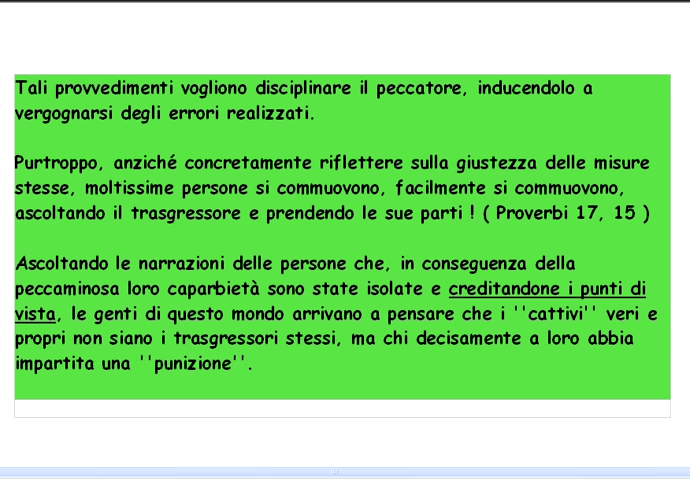 Tali provvedimenti vogliono disciplinare il peccatore, inducendolo a
vergognarsi degli errori realizzati.
Purtroppo, anziché concretamente riflettere sulla giustezza delle misure
stesse, moltissime persone si commuovono, facilmente si commuovono,
ascoltando il trasgressore e prendendo le sue parti ! ( Proverbi 17, 15 )
Ascoltando le narrazioni delle persone che, in conseguenza della
peccaminosa loro caparbietà sono state isolate e creditandone i punti di
vista, le genti di questo mondo arrivano a pensare che i ''cattivi'' veri e
propri non siano i trasgressori stessi, ma chi decisamente a loro abbia
impartita una ''punizione''.